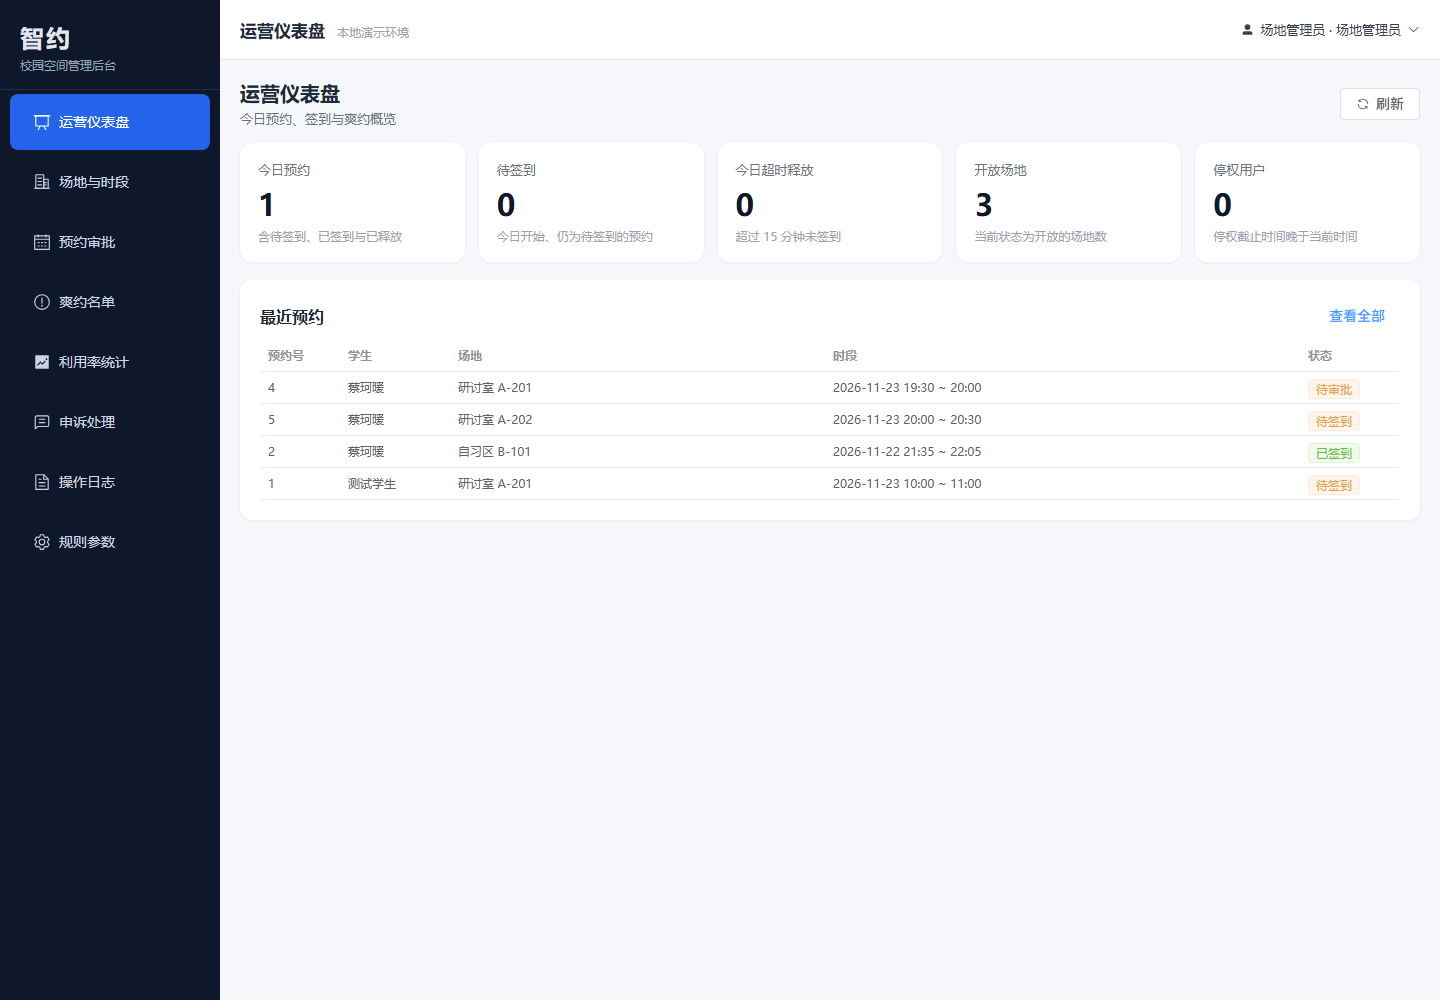 智约
校园空间管理后台
运营仪表盘
场地与时段
预约审批
爽约名单
利用率统计
申诉处理
操作日志
规则参数
运营仪表盘 本地演示环境
场地管理员 · 场地管理员
运营仪表盘
今日预约、签到与爽约概览
刷新
今日预约
1
含待签到、已签到与已释放
待签到
0
今日开始、仍为待签到的预约
今日超时释放
0
超过 15 分钟未签到
开放场地
3
当前状态为开放的场地数
停权用户
0
停权截止时间晚于当前时间
最近预约
查看全部
预约号 学生 场地 时段 状态
4 蔡珂暖 研讨室 A-201 2026-11-23 19:30 ~ 20:00 待审批
5 蔡珂暖 研讨室 A-202 2026-11-23 20:00 ~ 20:30 待签到
2 蔡珂暖 自习区 B-101 2026-11-22 21:35 ~ 22:05 已签到
1 测试学生 研讨室 A-201 2026-11-23 10:00 ~ 11:00 待签到